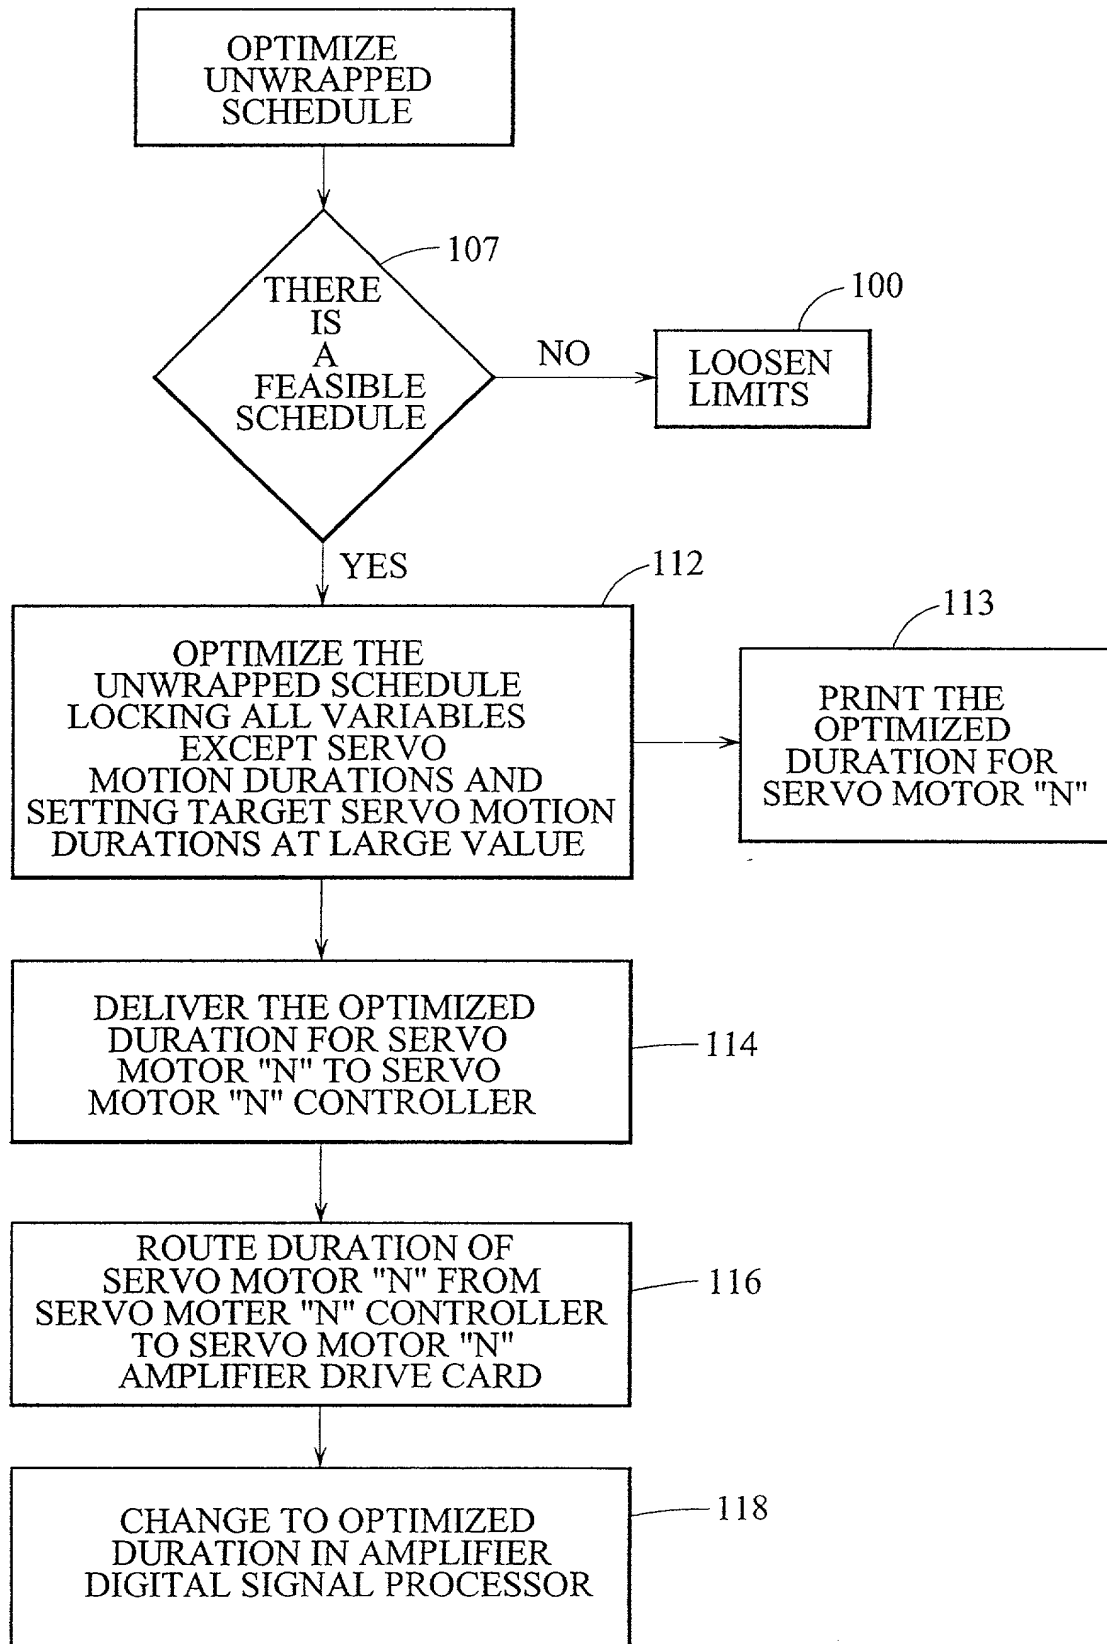 OPTIMIZE
UNWRAPPED
SCHEDULE
107
THERE
IS
A
FEASIBLE
SCHEDULE
NO
100
LOOSEN
LIMITS
YES
112
OPTIMIZE THE
UNWRAPPED SCHEDULE
LOCKING ALL VARIABLES
EXCEPT SERVO
MOTION DURATIONS AND
SETTING TARGET SERVO MOTION
DURATIONS AT LARGE VALUE
113
PRINT THE
OPTIMIZED
DURATION FOR
SERVO MOTOR "N"
DELIVER THE OPTIMIZED
DURATION FOR SERVO
MOTOR "N" TO SERVO
MOTOR "N" CONTROLLER
114
ROUTE DURATION OF
SERVO MOTOR "N" FROM
SERVO MOTER "N" CONTROLLER
TO SERVO MOTOR "N"
AMPLIFIER DRIVE CARD
116
CHANGE TO OPTIMIZED
DURATION IN AMPLIFIER
DIGITAL SIGNAL PROCESSOR
118